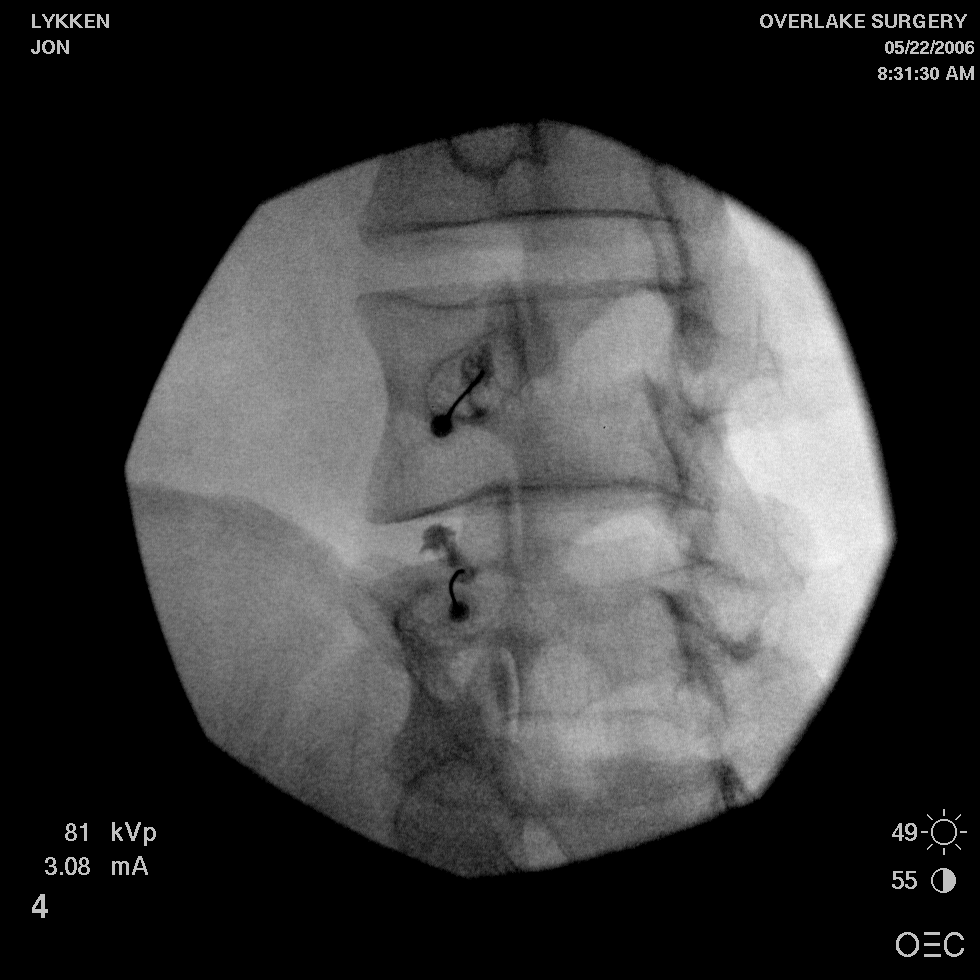 LYKKEN
JON
OVERLAKE SURGERY
05/22/2006
8:31:30 AM
81 kVp
3.08 mA
4
49
55
OEC